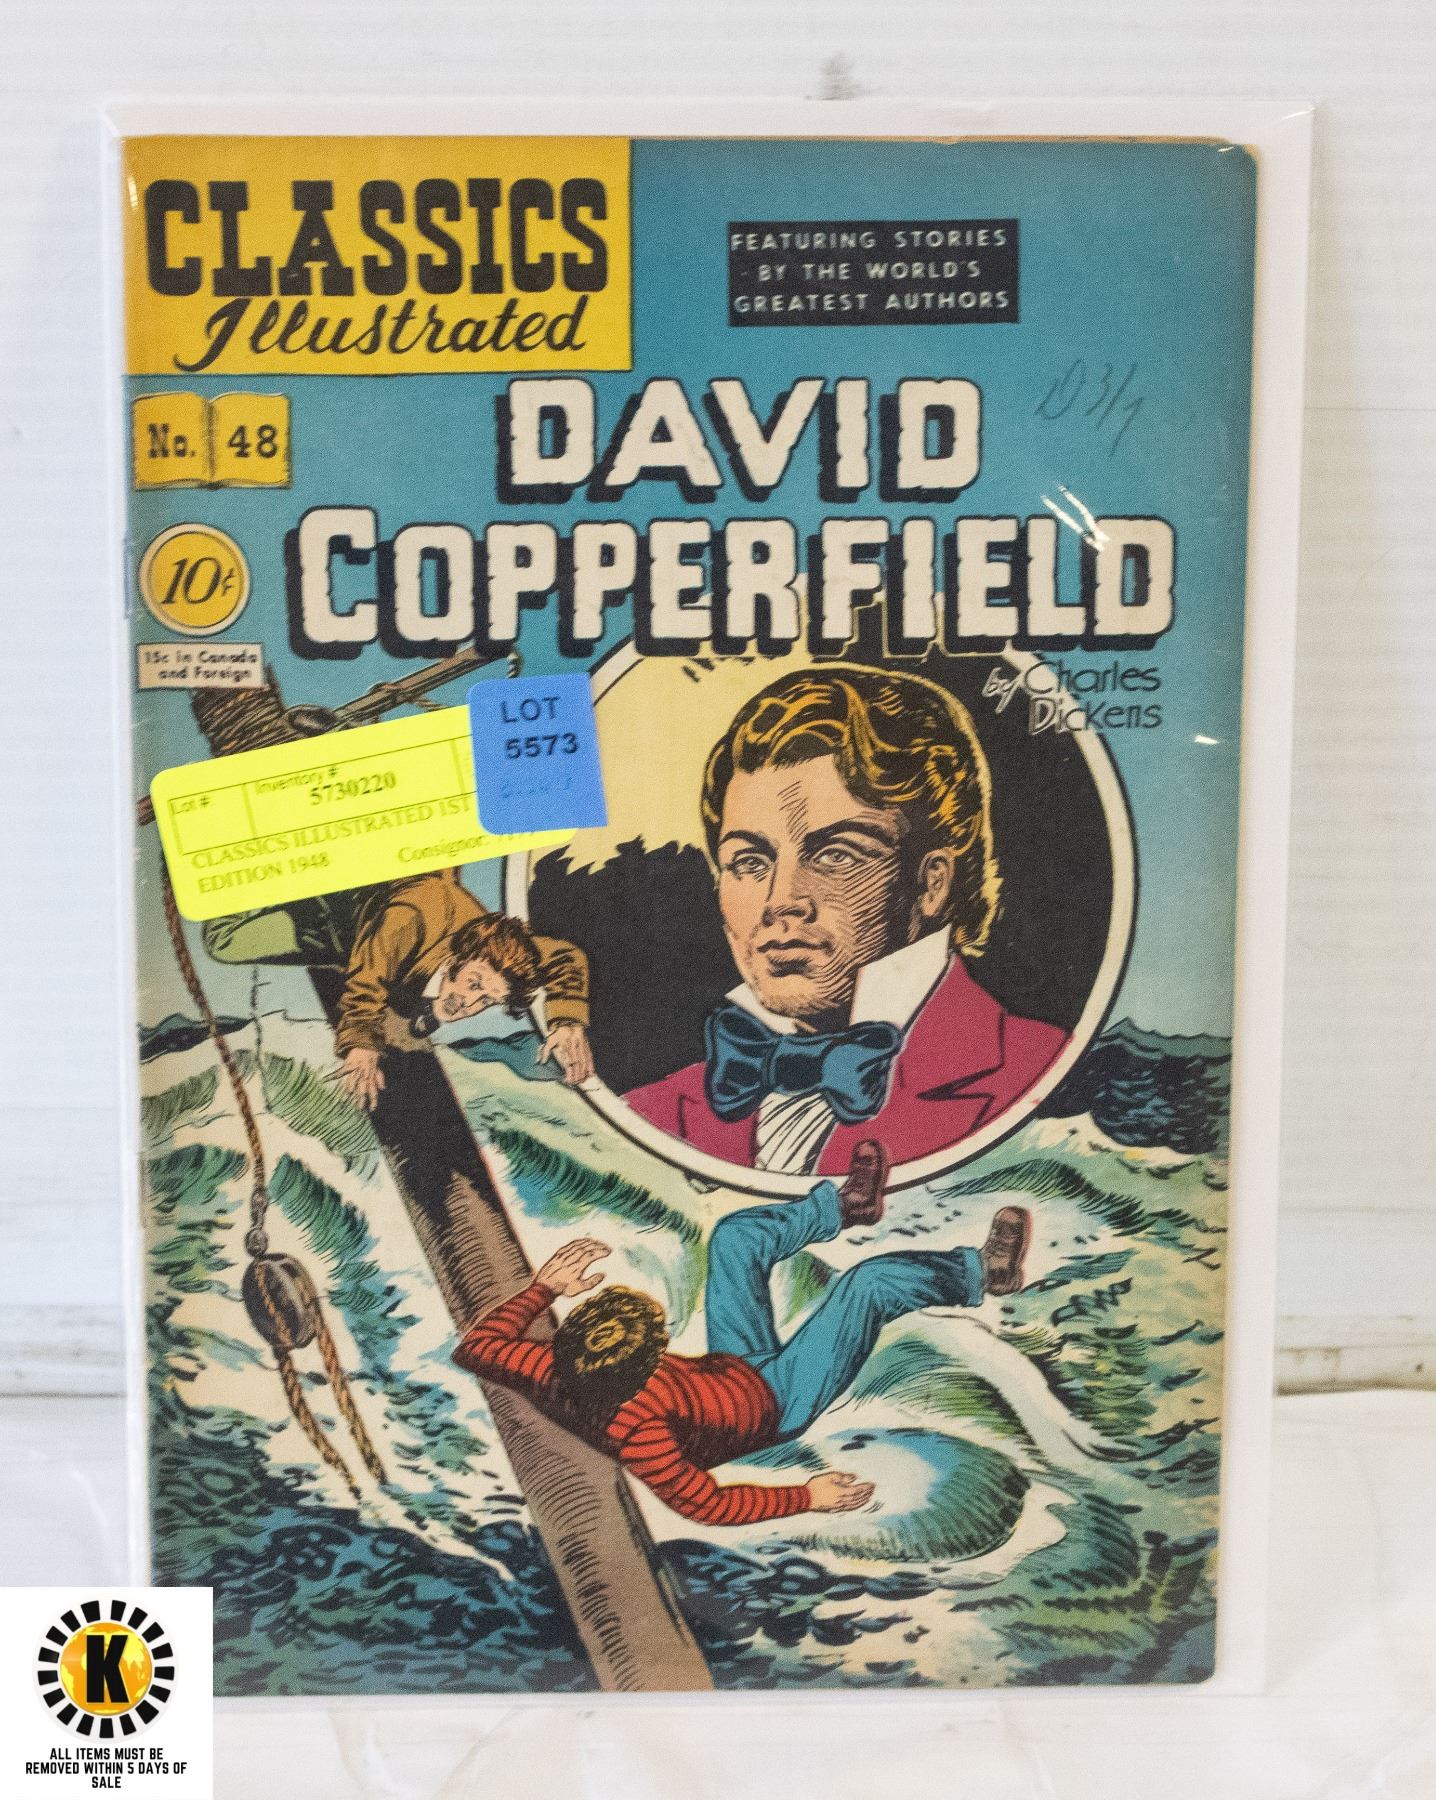 CLASSICS
Illustrated
FEATURING STORIES
BY THE WORLD'S
GREATEST AUTHORS
No. 48
DAVID
COPPERFIELD
10¢
15c in Canada
and Foreign
by Charles
Dickens
LOT
5573
Lot #:
Inventory #
5730220
CLASSICS ILLUSTRATED 1ST
EDITION 1948 Consignor:
K
ALL ITEMS MUST BE
REMOVED WITHIN 5 DAYS OF
SALE